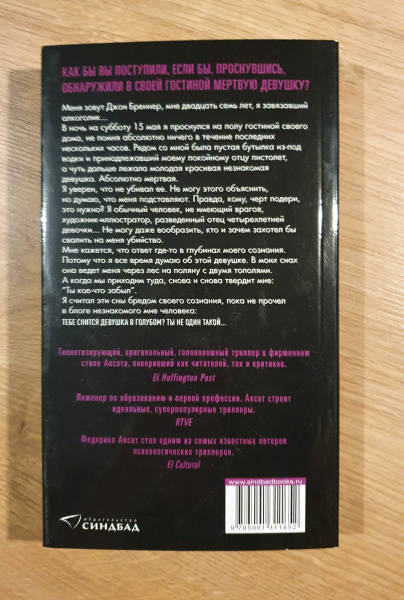 КАК БЫ ВЫ ПОСТУПИЛИ, ЕСЛИ БЫ, ПРОСНУВШИСЬ,
ОБНАРУЖИЛИ В СВОЕЙ ГОСТИНОЙ МЕРТВУЮ ДЕВУШКУ?
Меня зовут Джон Бреннер, мне двадцать семь лет, я завязавший
алкоголик...
В ночь на субботу 15 мая я проснулся на полу гостиной своего
дома, не помня абсолютно ничего в течение последних
нескольких часов. Рядом со мной была пустая бутылка из-под
водки и принадлежавший моему покойному отцу пистолет,
а чуть дальше лежала молодая красивая незнакомая
девушка. Абсолютно мертвая.
Я уверен, что не убивал ее. Не могу этого объяснить,
но думаю, что меня подставили. Правда, кому, черт подери,
это нужно? Я обычный человек, не имеющий врагов,
художник-иллюстратор, разведенный отец четырехлетней
девочки... Не могу даже вообразить, кто и зачем захотел бы
свалить на меня убийство.
Мне кажется, что ответ где-то в глубинах моего сознания.
Потому что я все время думаю об этой девушке. В моих снах
она ведет меня через лес на поляну с двумя тополями.
А когда мы приходим туда, снова и снова твердит мне:
"Ты кое-что забыл".
Я считал эти сны бредом своего сознания, пока не прочел
в блоге незнакомого мне человека:
ТЕБЕ СНИТСЯ ДЕВУШКА В ГОЛУБОМ? ТЫ НЕ ОДИН ТАКОЙ...
Гипнотизирующий, оригинальный, головоломный триллер в фирменном
стиле Аксата, покоривший как читателей, так и критиков.
El Huffington Post
Инженер по образованию и первой профессии, Аксат строит
идеальные, суперпопулярные триллеры.
RTVE
Федерико Аксат стал одним из самых известных авторов
психологических триллеров.
El Cultural
www.sindbadbooks.ru
9 785001 311652
ИЗДАТЕЛЬСТВО
СИНДБАД